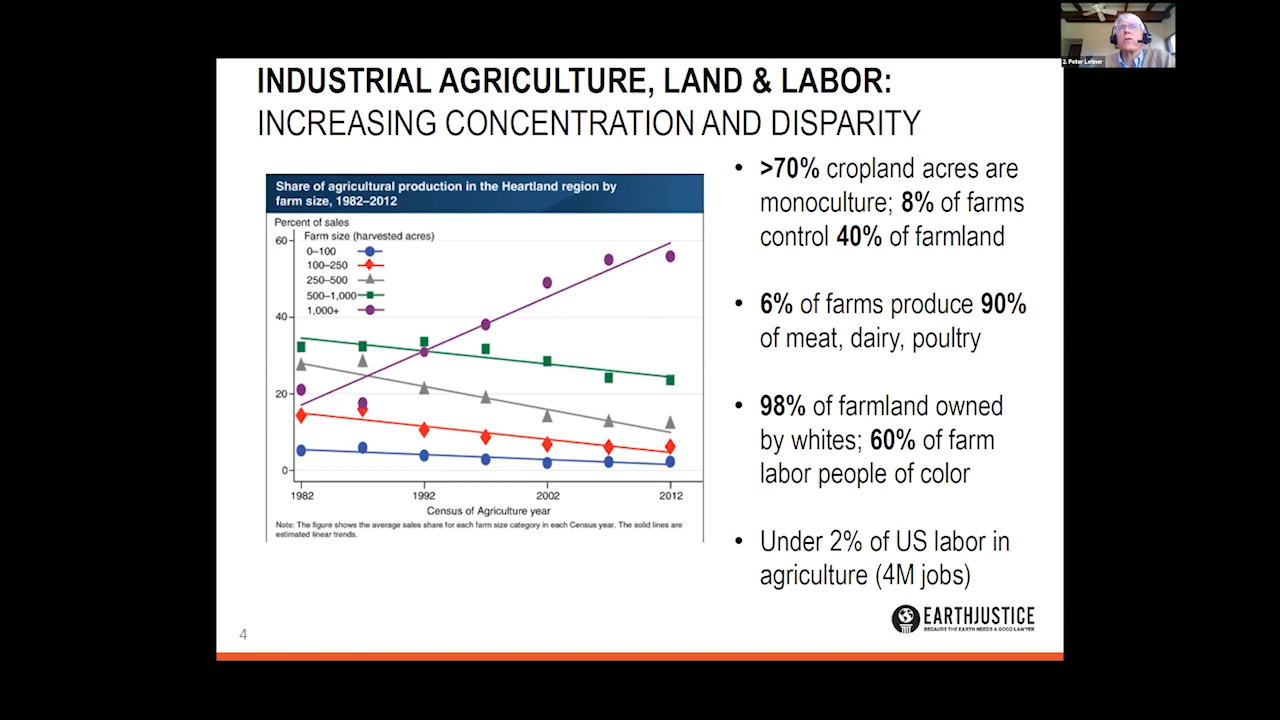 2. Peter Lehner
INDUSTRIAL AGRICULTURE, LAND & LABOR:
INCREASING CONCENTRATION AND DISPARITY
Share of agricultural production in the Heartland region by
farm size, 1982–2012
Percent of sales
Farm size (harvested acres)
0–100
100–250
250–500
500–1,000
1,000+
60
40
20
0
1982
1992
2002
2012
Census of Agriculture year
Note: The figure shows the average sales share for each farm size category in each Census year. The solid lines are
estimated linear trends.
• >70% cropland acres are
monoculture; 8% of farms
control 40% of farmland
• 6% of farms produce 90%
of meat, dairy, poultry
• 98% of farmland owned
by whites; 60% of farm
labor people of color
• Under 2% of US labor in
agriculture (4M jobs)
EARTHJUSTICE
BECAUSE THE EARTH NEEDS A GOOD LAWYER
4